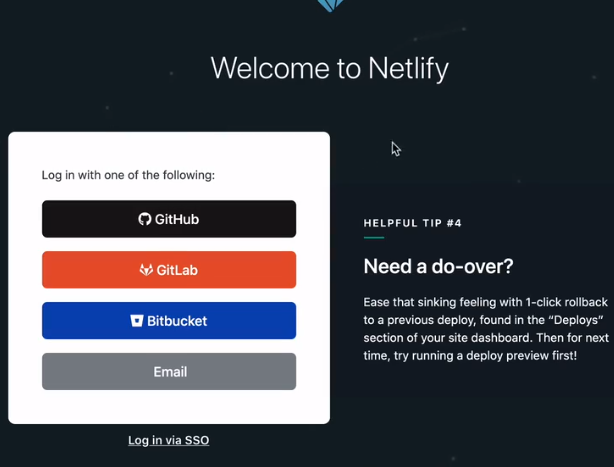 Welcome to Netlify
Log in with one of the following:
GitHub
GitLab
Bitbucket
Email
Log in via SSO
HELPFUL TIP #4
Need a do-over?
Ease that sinking feeling with 1-click rollback
to a previous deploy, found in the “Deploys”
section of your site dashboard. Then for next
time, try running a deploy preview first!